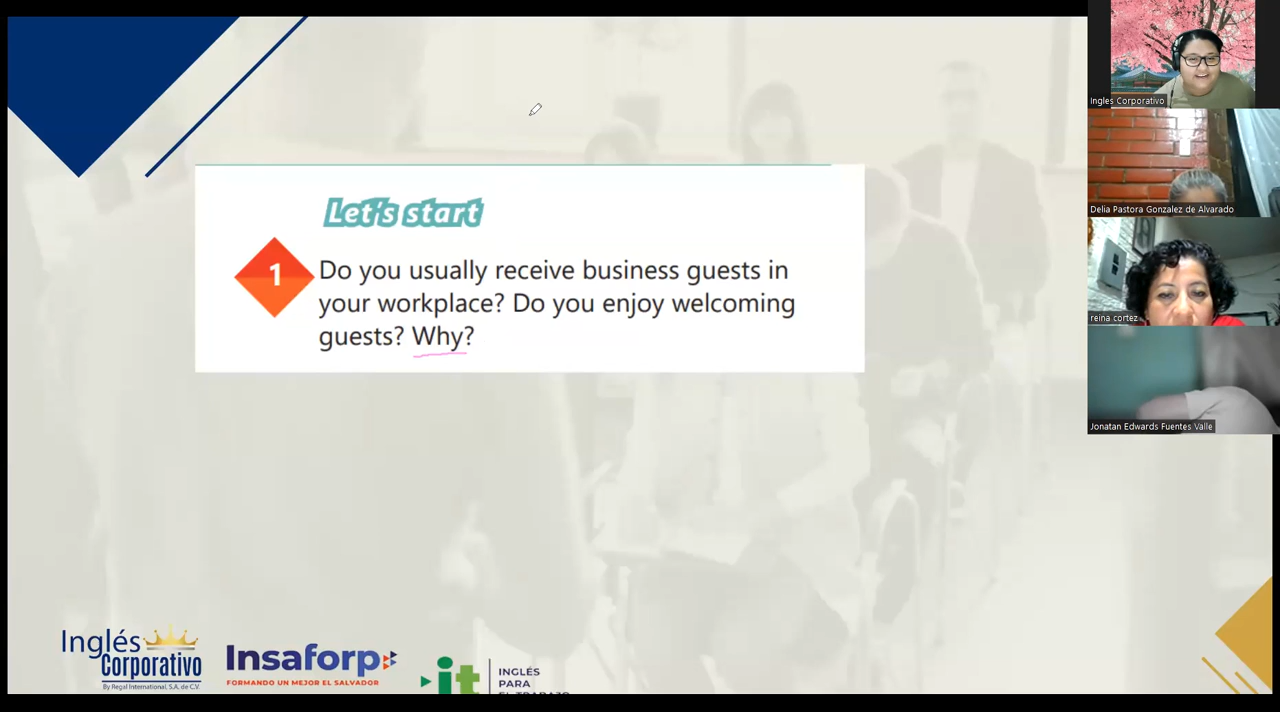 Let's start
1
Do you usually receive business guests in
your workplace? Do you enjoy welcoming
guests? Why?
Ingles Corporativo
Delia Pastora Gonzalez de Alvarado
reina cortez
Jonatan Edwards Fuentes Valle
Inglés
Corporativo
By Regal International, S.A. de C.V.
Insaforp
FORMANDO UN MEJOR EL SALVADOR
it
INGLÉS
PARA
EL TRABAJO